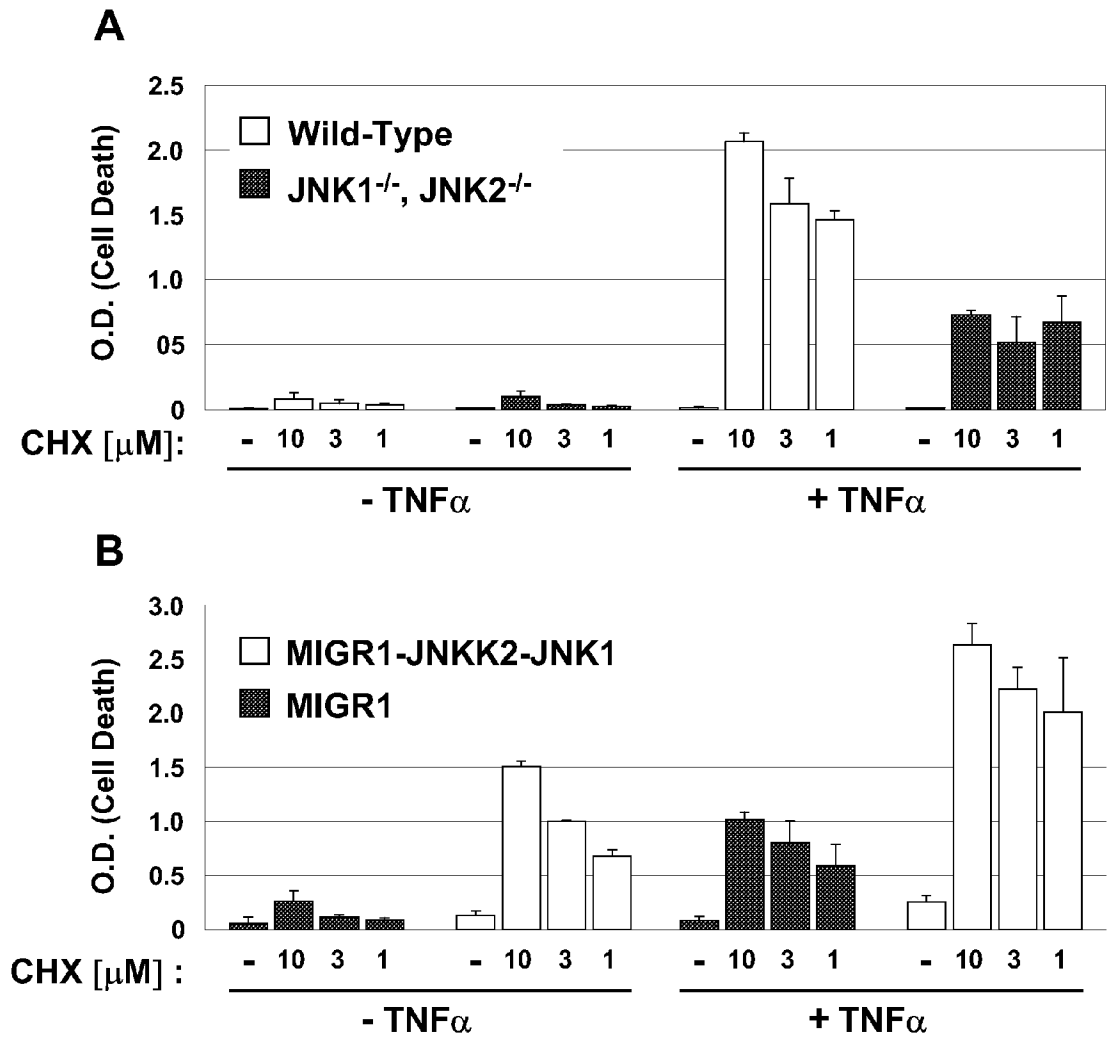 A
2.5
2.0
1.5
1.0
05
0
O.D. (Cell Death)
Wild-Type
JNK1-/-, JNK2-/-
CHX [μM]: - 10 3 1 - 10 3 1 - 10 3 1 - 10 3 1
- TNFα + TNFα
B
3.0
2.5
2.0
1.5
1.0
0.5
0
O.D. (Cell Death)
MIGR1-JNKK2-JNK1
MIGR1
CHX [μM] : - 10 3 1 - 10 3 1 - 10 3 1 - 10 3 1
- TNFα + TNFα